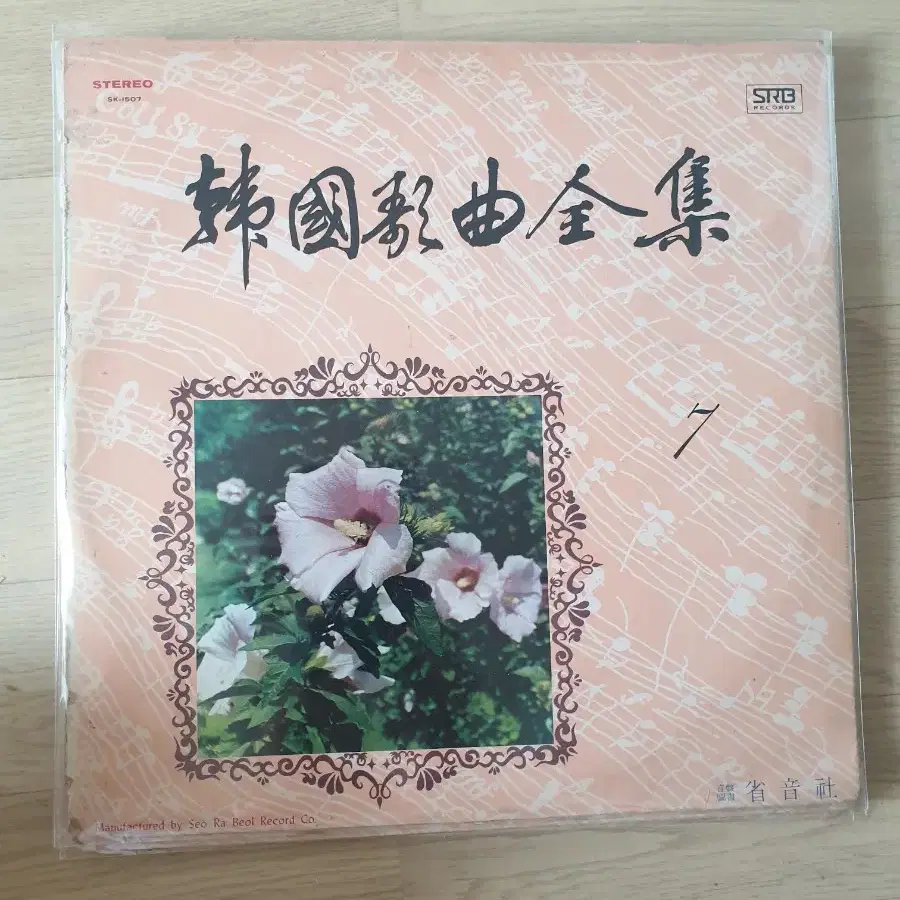 STEREO
SK-1507
SRB
RECORDS
韩國歌曲全集
7
省音社
Manufactured by Seo Ra Beol Record Co.